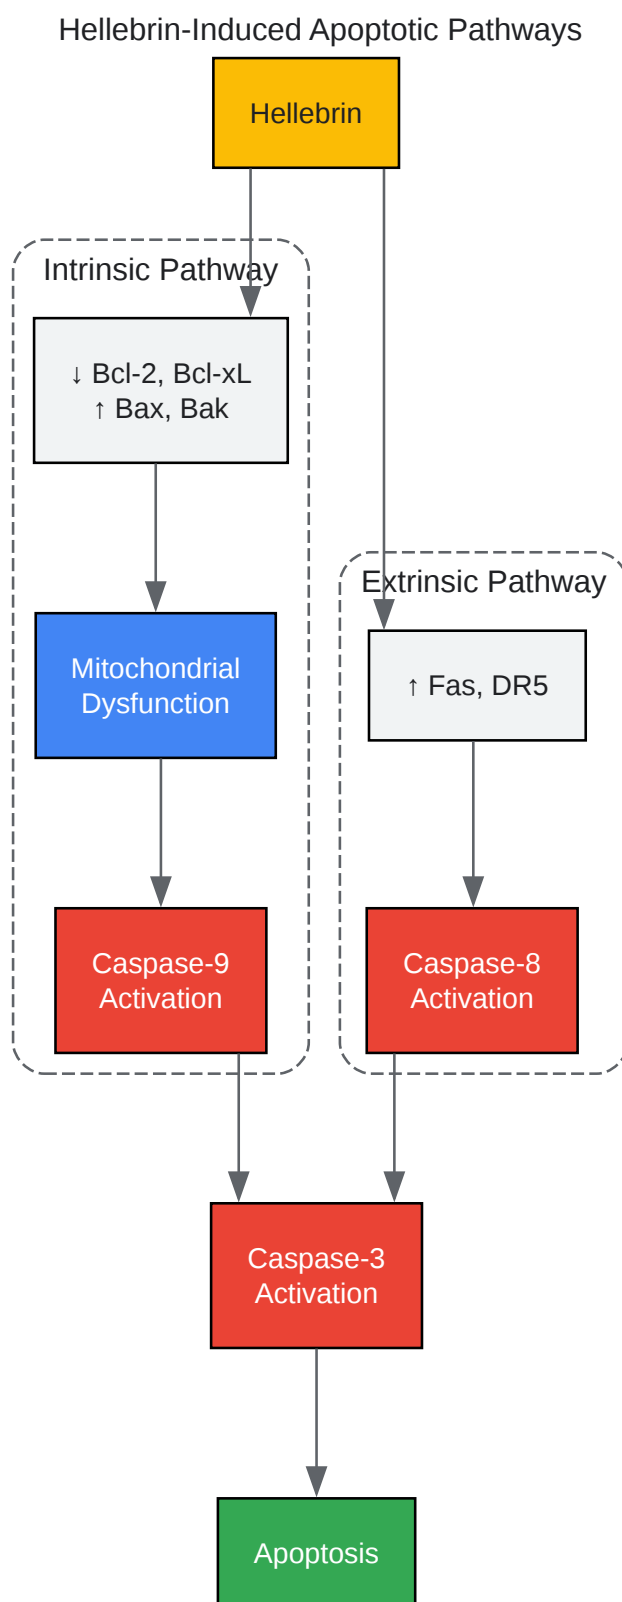 Hellebrin-Induced Apoptotic Pathways
Hellebrin
Intrinsic Pathway
↓ Bcl-2, Bcl-xL
↑ Bax, Bak
Mitochondrial
Dysfunction
Caspase-9
Activation
Extrinsic Pathway
↑ Fas, DR5
Caspase-8
Activation
Caspase-3
Activation
Apoptosis